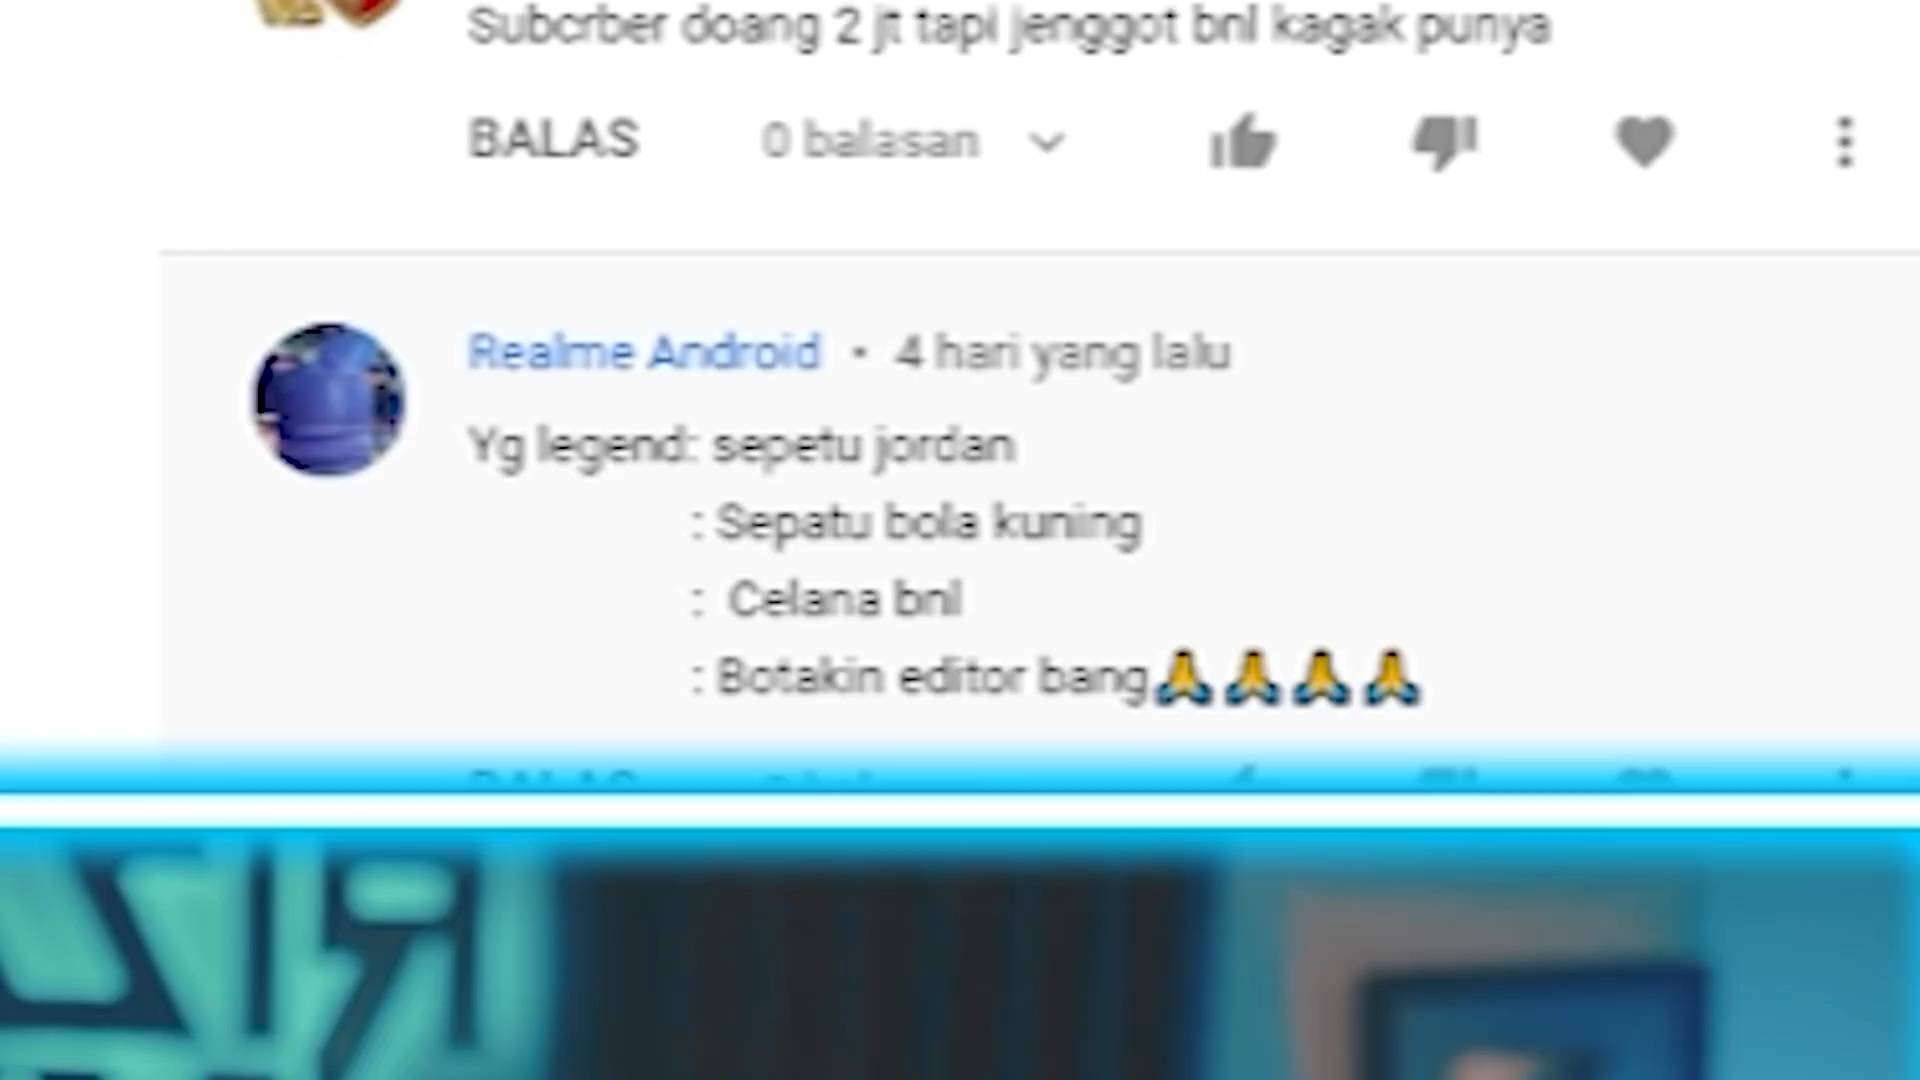 Subcrber doang 2 jt tapi jenggot bnl kagak punya
BALAS 0 balasan
Realme Android • 4 hari yang lalu
Yg legend: sepetu jordan
: Sepatu bola kuning
: Celana bnl
: Botakin editor bang🙏🙏🙏🙏